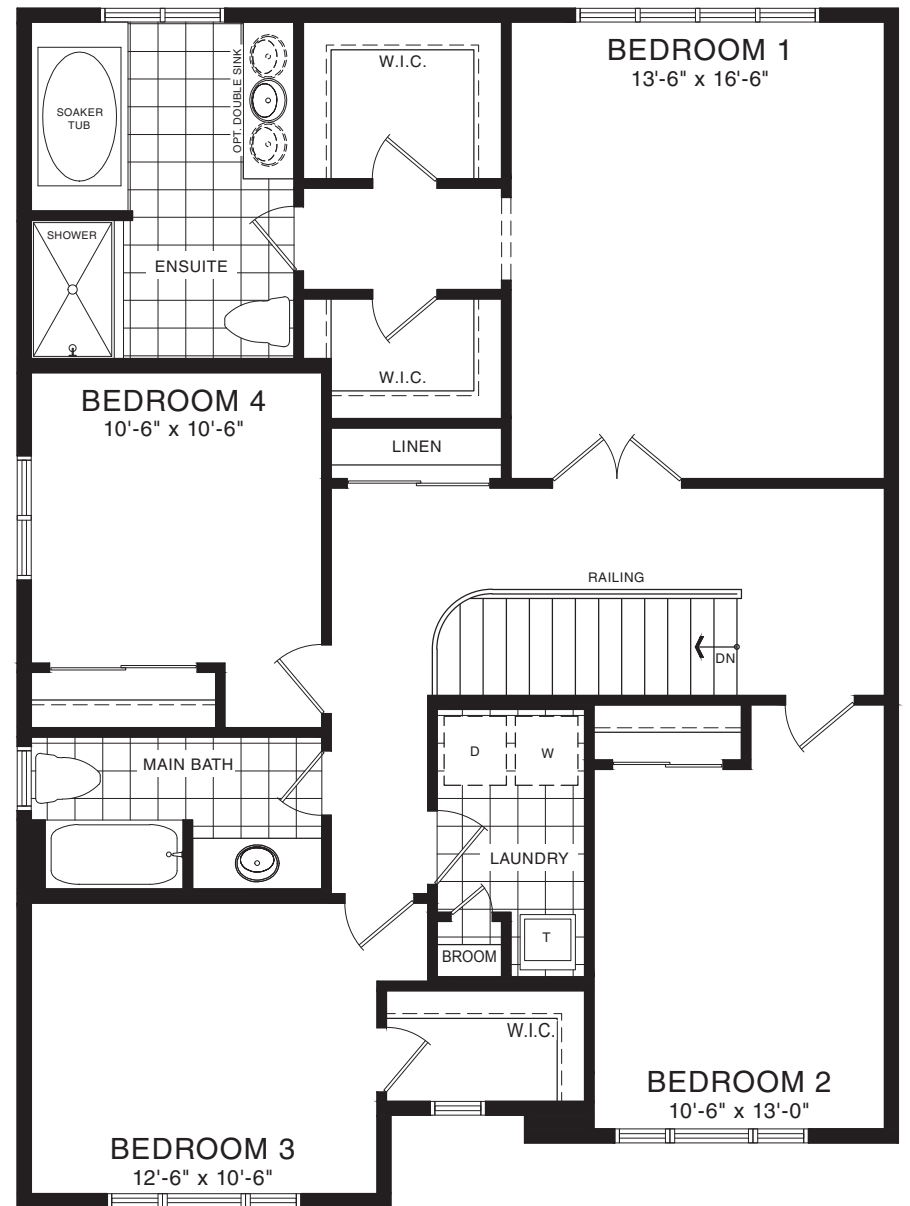 BEDROOM 1
13'-6" x 16'-6"
W.I.C.
OPT. DOUBLE SINK
SOAKER
TUB
SHOWER
ENSUITE
W.I.C.
BEDROOM 4
10'-6" x 10'-6"
LINEN
RAILING
DN
MAIN BATH
D
W
LAUNDRY
T
BROOM
W.I.C.
BEDROOM 2
10'-6" x 13'-0"
BEDROOM 3
12'-6" x 10'-6"